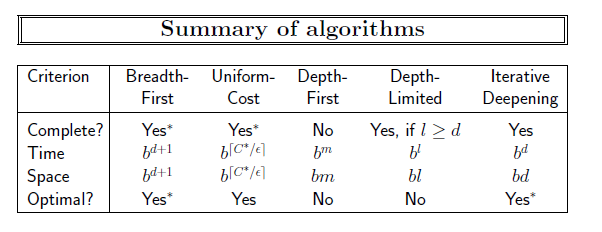 Summary of algorithms
Criterion Breadth- Uniform- Depth- Depth- Iterative
First Cost First Limited Deepening
Complete? Yes* Yes* No Yes, if l ≥ d Yes
Time b^{d+1} b^{⌈C*/ϵ⌉} b^m b^l b^d
Space b^{d+1} b^{⌈C*/ϵ⌉} bm bl bd
Optimal? Yes* Yes No No Yes*